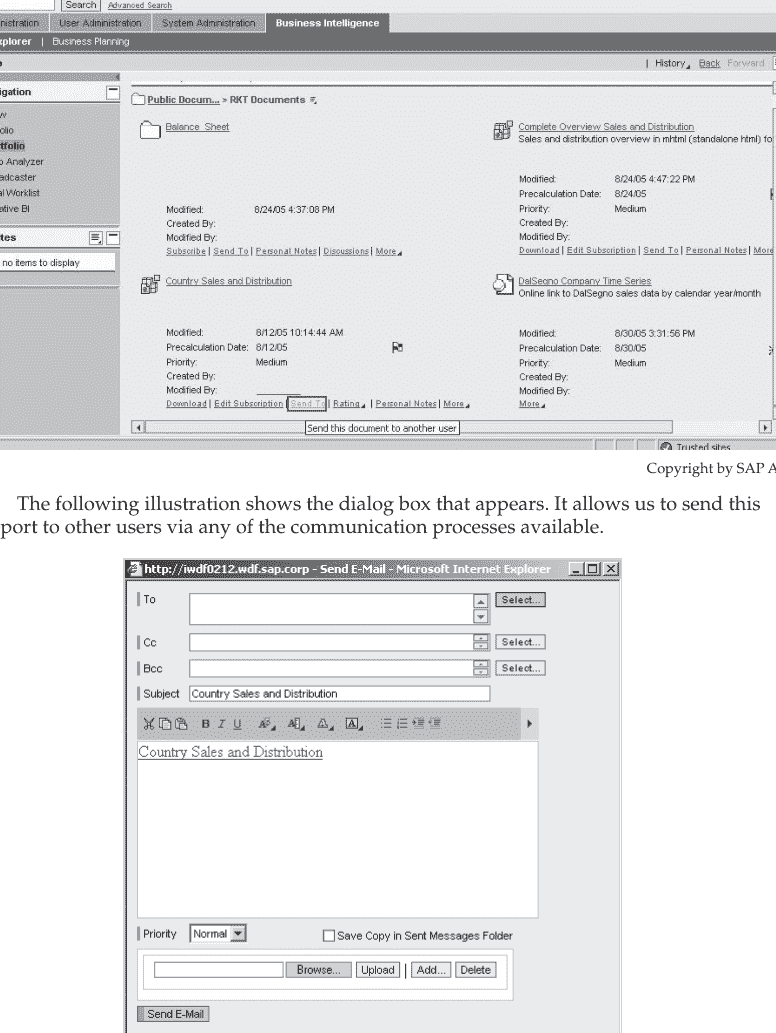 Search Advanced Search
nistration User Administration System Administration Business Intelligence
xplorer | Business Planning
| History Back Forward
igation
Public Docum... > RKT Documents
olio
tfolio
o Analyzer
adcaster
al Worklist
ative BI
tes
no items to display
Balance_Sheet
Modified: 8/24/05 4:37:08 PM
Created By:
Modified By:
Subscribe | Send To | Personal Notes | Discussions | More
Complete Overview Sales and Distribution
Sales and distribution overview in mhtml (standalone html) fo
Modified: 8/24/05 4:47:22 PM
Precalculation Date: 8/24/05
Priority: Medium
Created By:
Modified By:
Download | Edit Subscription | Send To | Personal Notes | More
Country Sales and Distribution
Modified: 8/12/05 10:14:44 AM
Precalculation Date: 8/12/05
Priority: Medium
Created By:
Modified By:
Download | Edit Subscription | Send To | Rating | Personal Notes | More
DalSegno Company Time Series
Online link to DalSegno sales data by calendar year/month
Modified: 8/30/05 3:31:56 PM
Precalculation Date: 8/30/05
Priority: Medium
Created By:
Modified By:
More
Send this document to another user
Trusted sites
Copyright by SAP A
The following illustration shows the dialog box that appears. It allows us to send this
port to other users via any of the communication processes available.
http://iwdf0212.wdf.sap.corp - Send E-Mail - Microsoft Internet Explorer
To Select...
Cc Select...
Bcc Select...
Subject Country Sales and Distribution
B I U
Country Sales and Distribution
Priority Normal Save Copy in Sent Messages Folder
Browse... Upload | Add... Delete
Send E-Mail